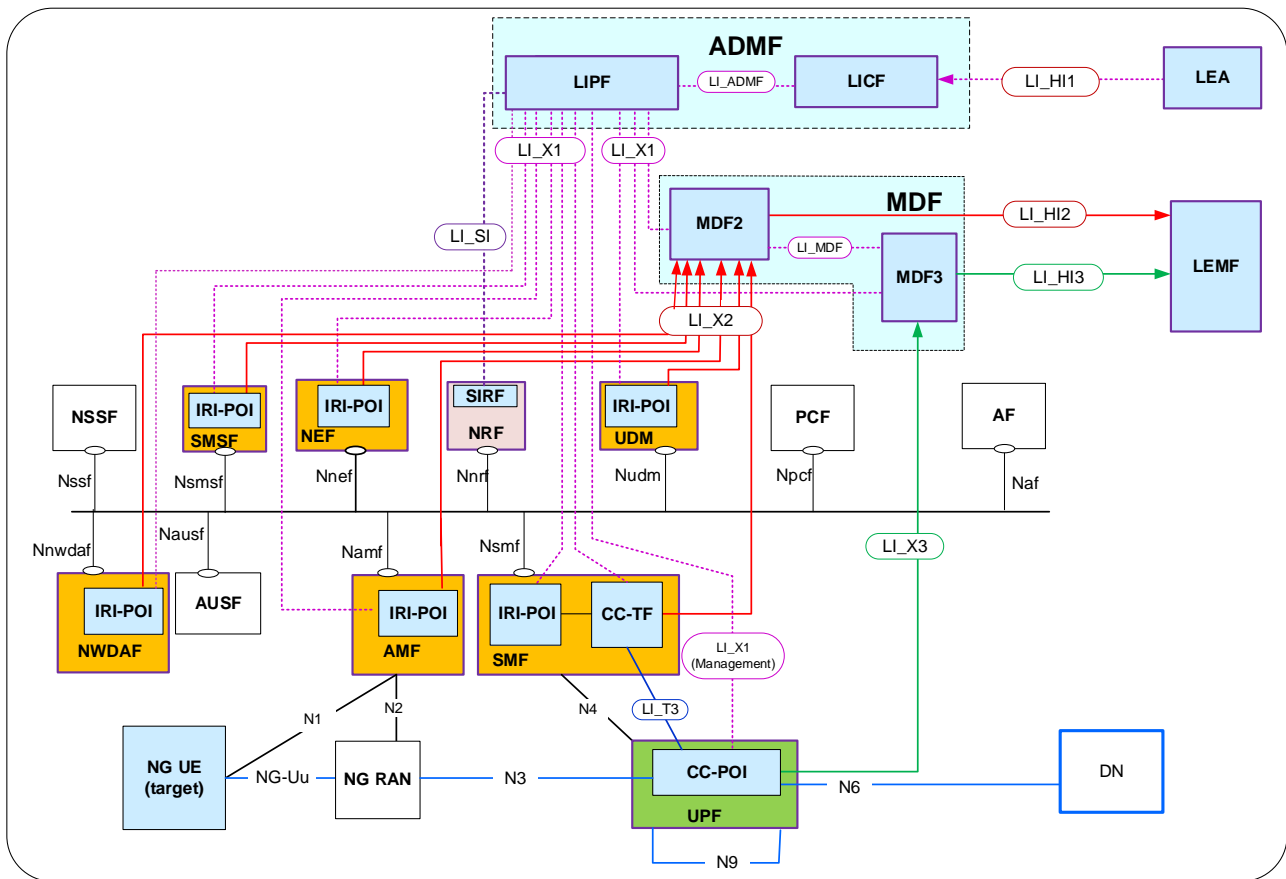 ADMF
LIPF
LI_ADMF
LICF
LI_HI1
LEA
LI_X1
LI_X1
MDF
MDF2
LI_HI2
LI_SI
LI_MDF
LEMF
MDF3
LI_HI3
LI_X2
NSSF
IRI-POI
SMSF
IRI-POI
NEF
SIRF
NRF
IRI-POI
UDM
PCF
AF
Nssf
Nsmsf
Nnef
Nnrf
Nudm
Npcf
Naf
Nnwdaf
Nausf
Namf
Nsmf
LI_X3
IRI-POI
NWDAF
AUSF
IRI-POI
AMF
IRI-POI
CC-TF
SMF
LI_X1
(Management)
N1
N2
N4
LI_T3
NG UE
(target)
NG-Uu
NG RAN
N3
CC-POI
UPF
N6
DN
N9